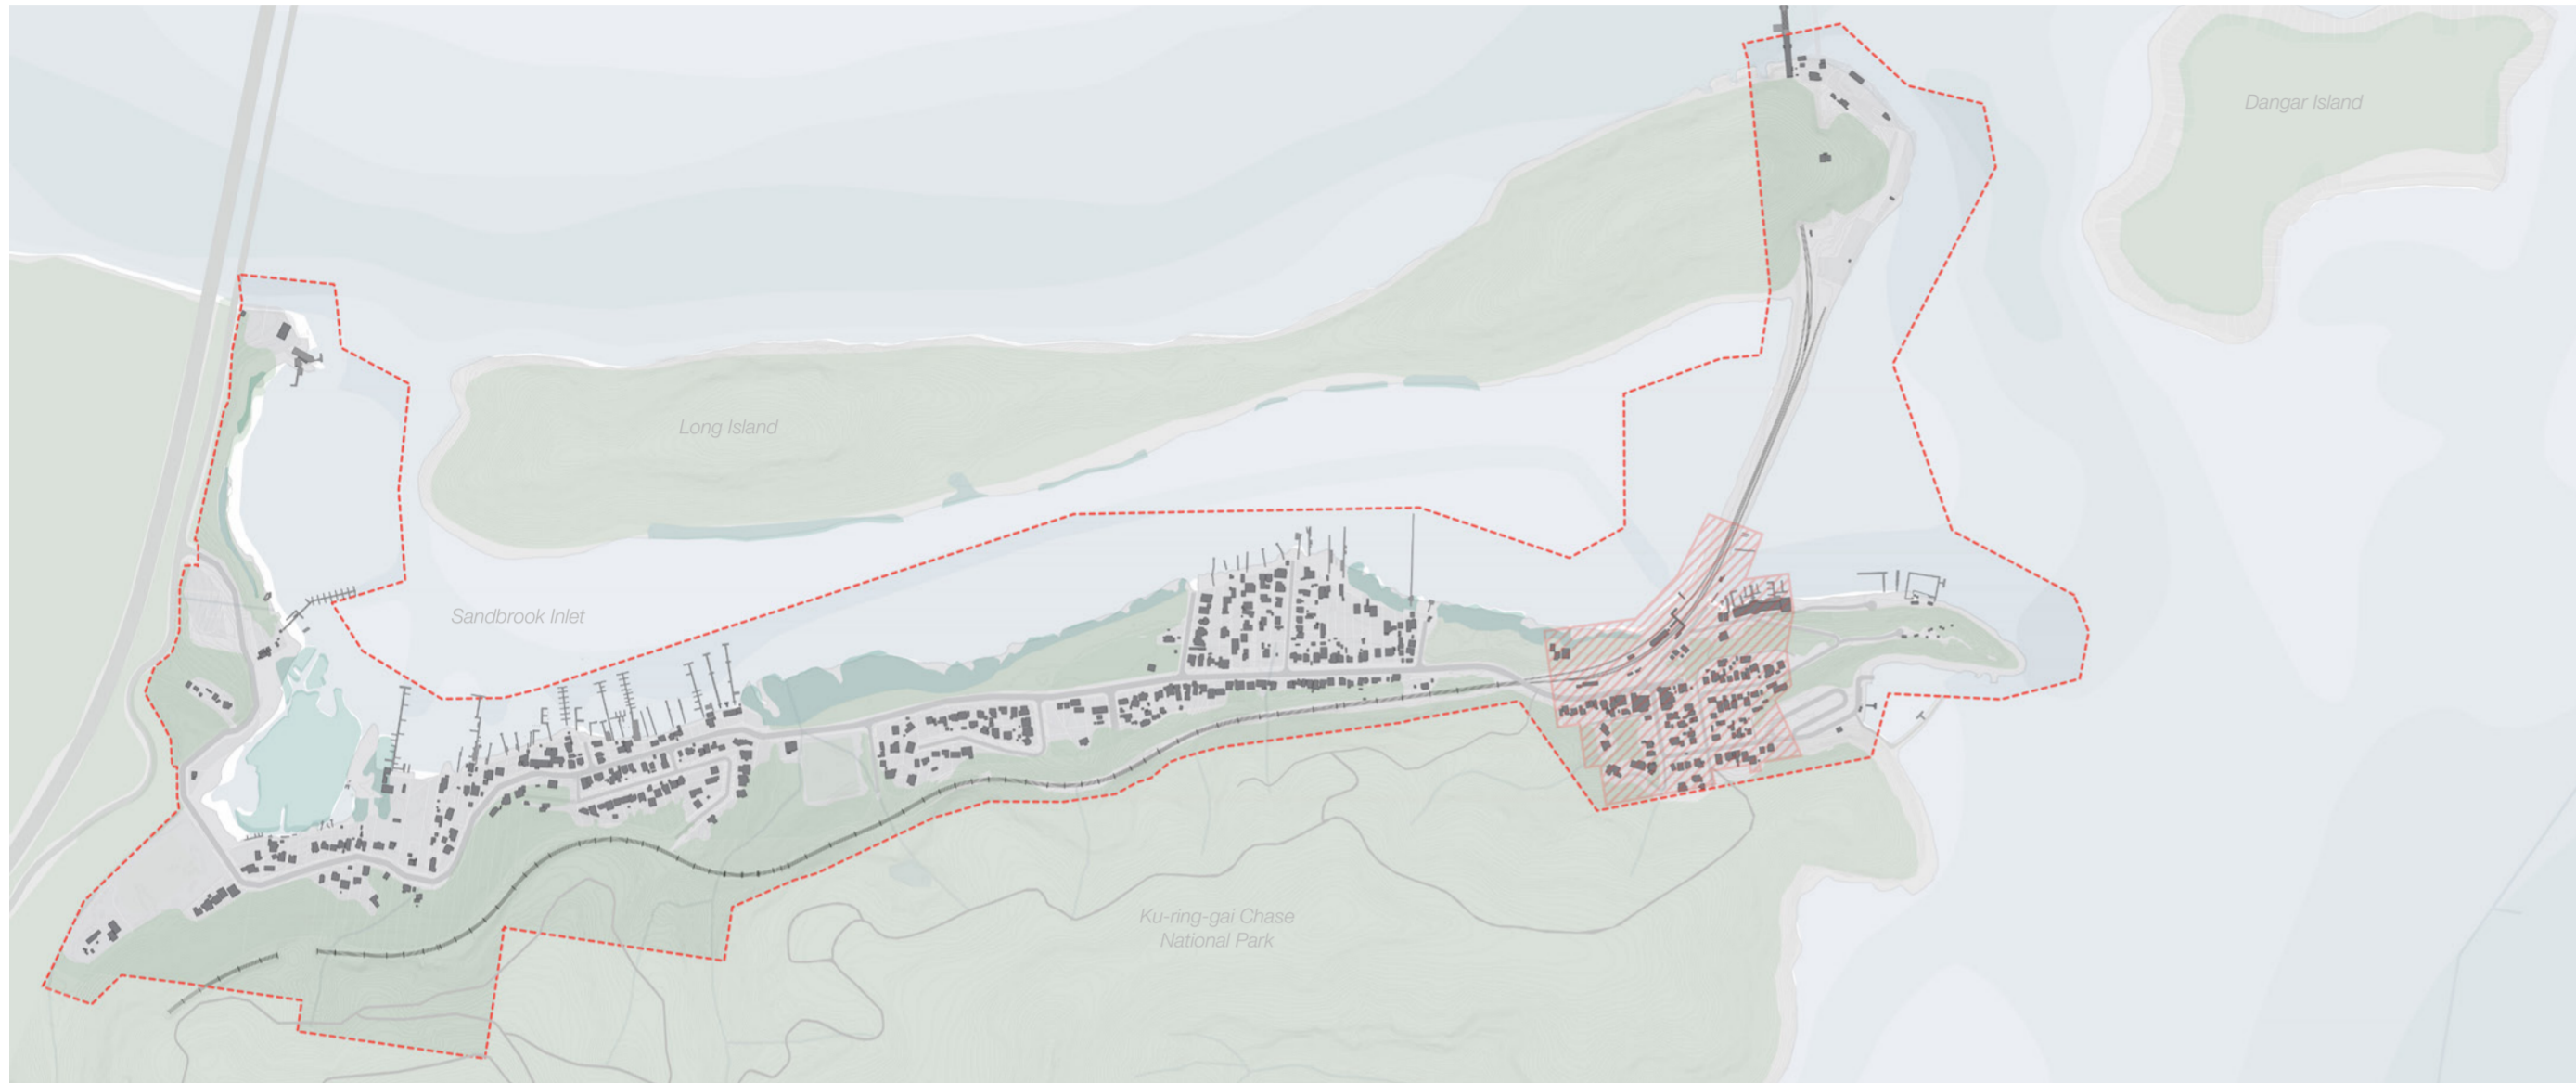 Dangar Island
Long Island
Sandbrook Inlet
Ku-ring-gai Chase
National Park